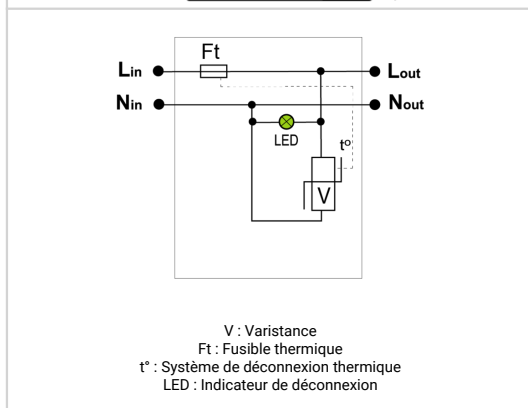 Ft
Lin Lout
Nin Nout
LED
t°
V
V : Varistance
Ft : Fusible thermique
t° : Système de déconnexion thermique
LED : Indicateur de déconnexion